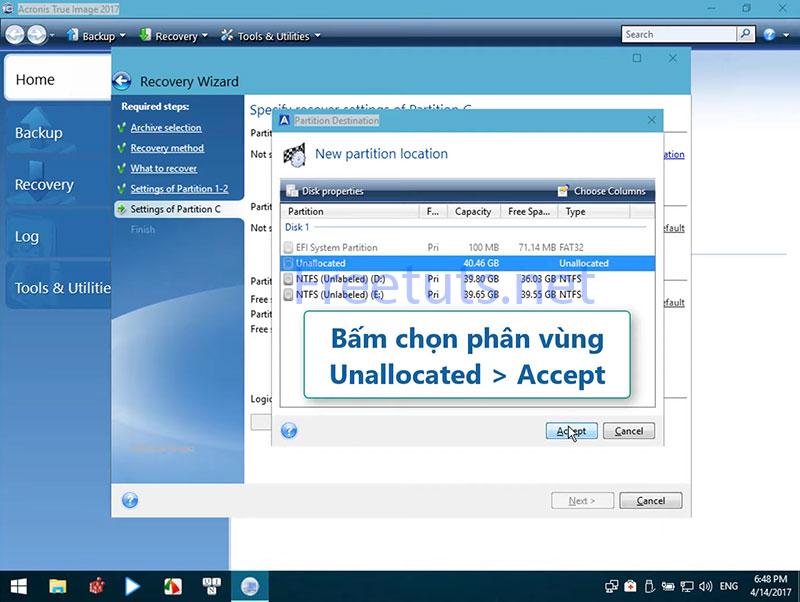 Acronis True Image 2017
Backup Recovery Tools & Utilities Search
Home
Backup
Recovery
Log
Tools & Utilitie
Recovery Wizard
Required steps:
Archive selection
Recovery method
What to recover
Settings of Partition 1-2
Settings of Partition C
Finish
Specify recover settings of Partition C
Partit
Not s
ation
Partit
Not s
efault
Partit
Free s
Partit
Free s
efault
Logic
Partition Destination
New partition location
Disk properties Choose Columns
Partition F... Capacity Free Spa... Type
Disk 1
EFI System Partition Pri 100 MB 71.14 MB FAT32
Unallocated 40.46 GB Unallocated
NTFS (Unlabeled) (D:) Pri 39.80 GB 36.03 GB NTFS
NTFS (Unlabeled) (E:) Pri 39.65 GB 39.55 GB NTFS
Freetuts.net
Bấm chọn phân vùng
Unallocated > Accept
Accept Cancel
Next > Cancel
ENG 6:48 PM
4/14/2017